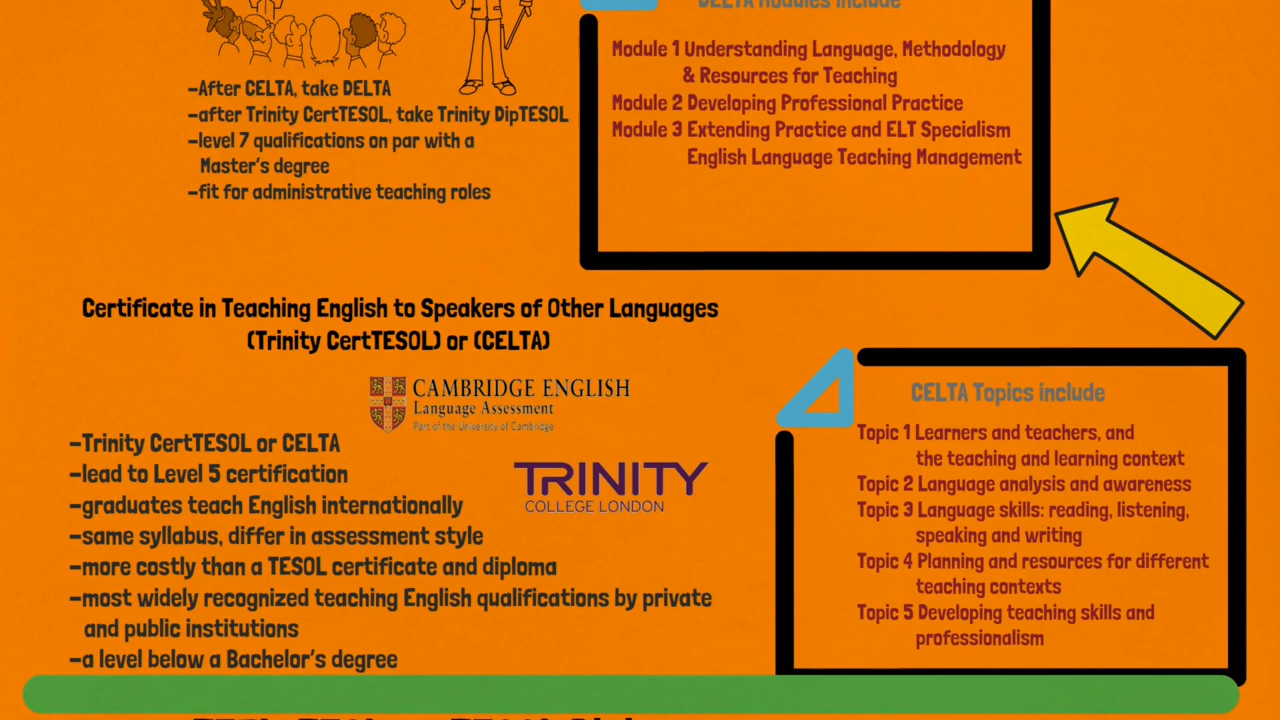 DELTA Modules include
Module 1 Understanding Language, Methodology
& Resources for Teaching
Module 2 Developing Professional Practice
Module 3 Extending Practice and ELT Specialism
English Language Teaching Management
-After CELTA, take DELTA
-after Trinity CertTESOL, take Trinity DipTESOL
-level 7 qualifications on par with a
Master's degree
-fit for administrative teaching roles
Certificate in Teaching English to Speakers of Other Languages
(Trinity CertTESOL) or (CELTA)
CAMBRIDGE ENGLISH
Language Assessment
Part of the University of Cambridge
TRINITY
COLLEGE LONDON
-Trinity CertTESOL or CELTA
-lead to Level 5 certification
-graduates teach English internationally
-same syllabus, differ in assessment style
-more costly than a TESOL certificate and diploma
-most widely recognized teaching English qualifications by private
and public institutions
-a level below a Bachelor's degree
CELTA Topics include
Topic 1 Learners and teachers, and
the teaching and learning context
Topic 2 Language analysis and awareness
Topic 3 Language skills: reading, listening,
speaking and writing
Topic 4 Planning and resources for different
teaching contexts
Topic 5 Developing teaching skills and
professionalism